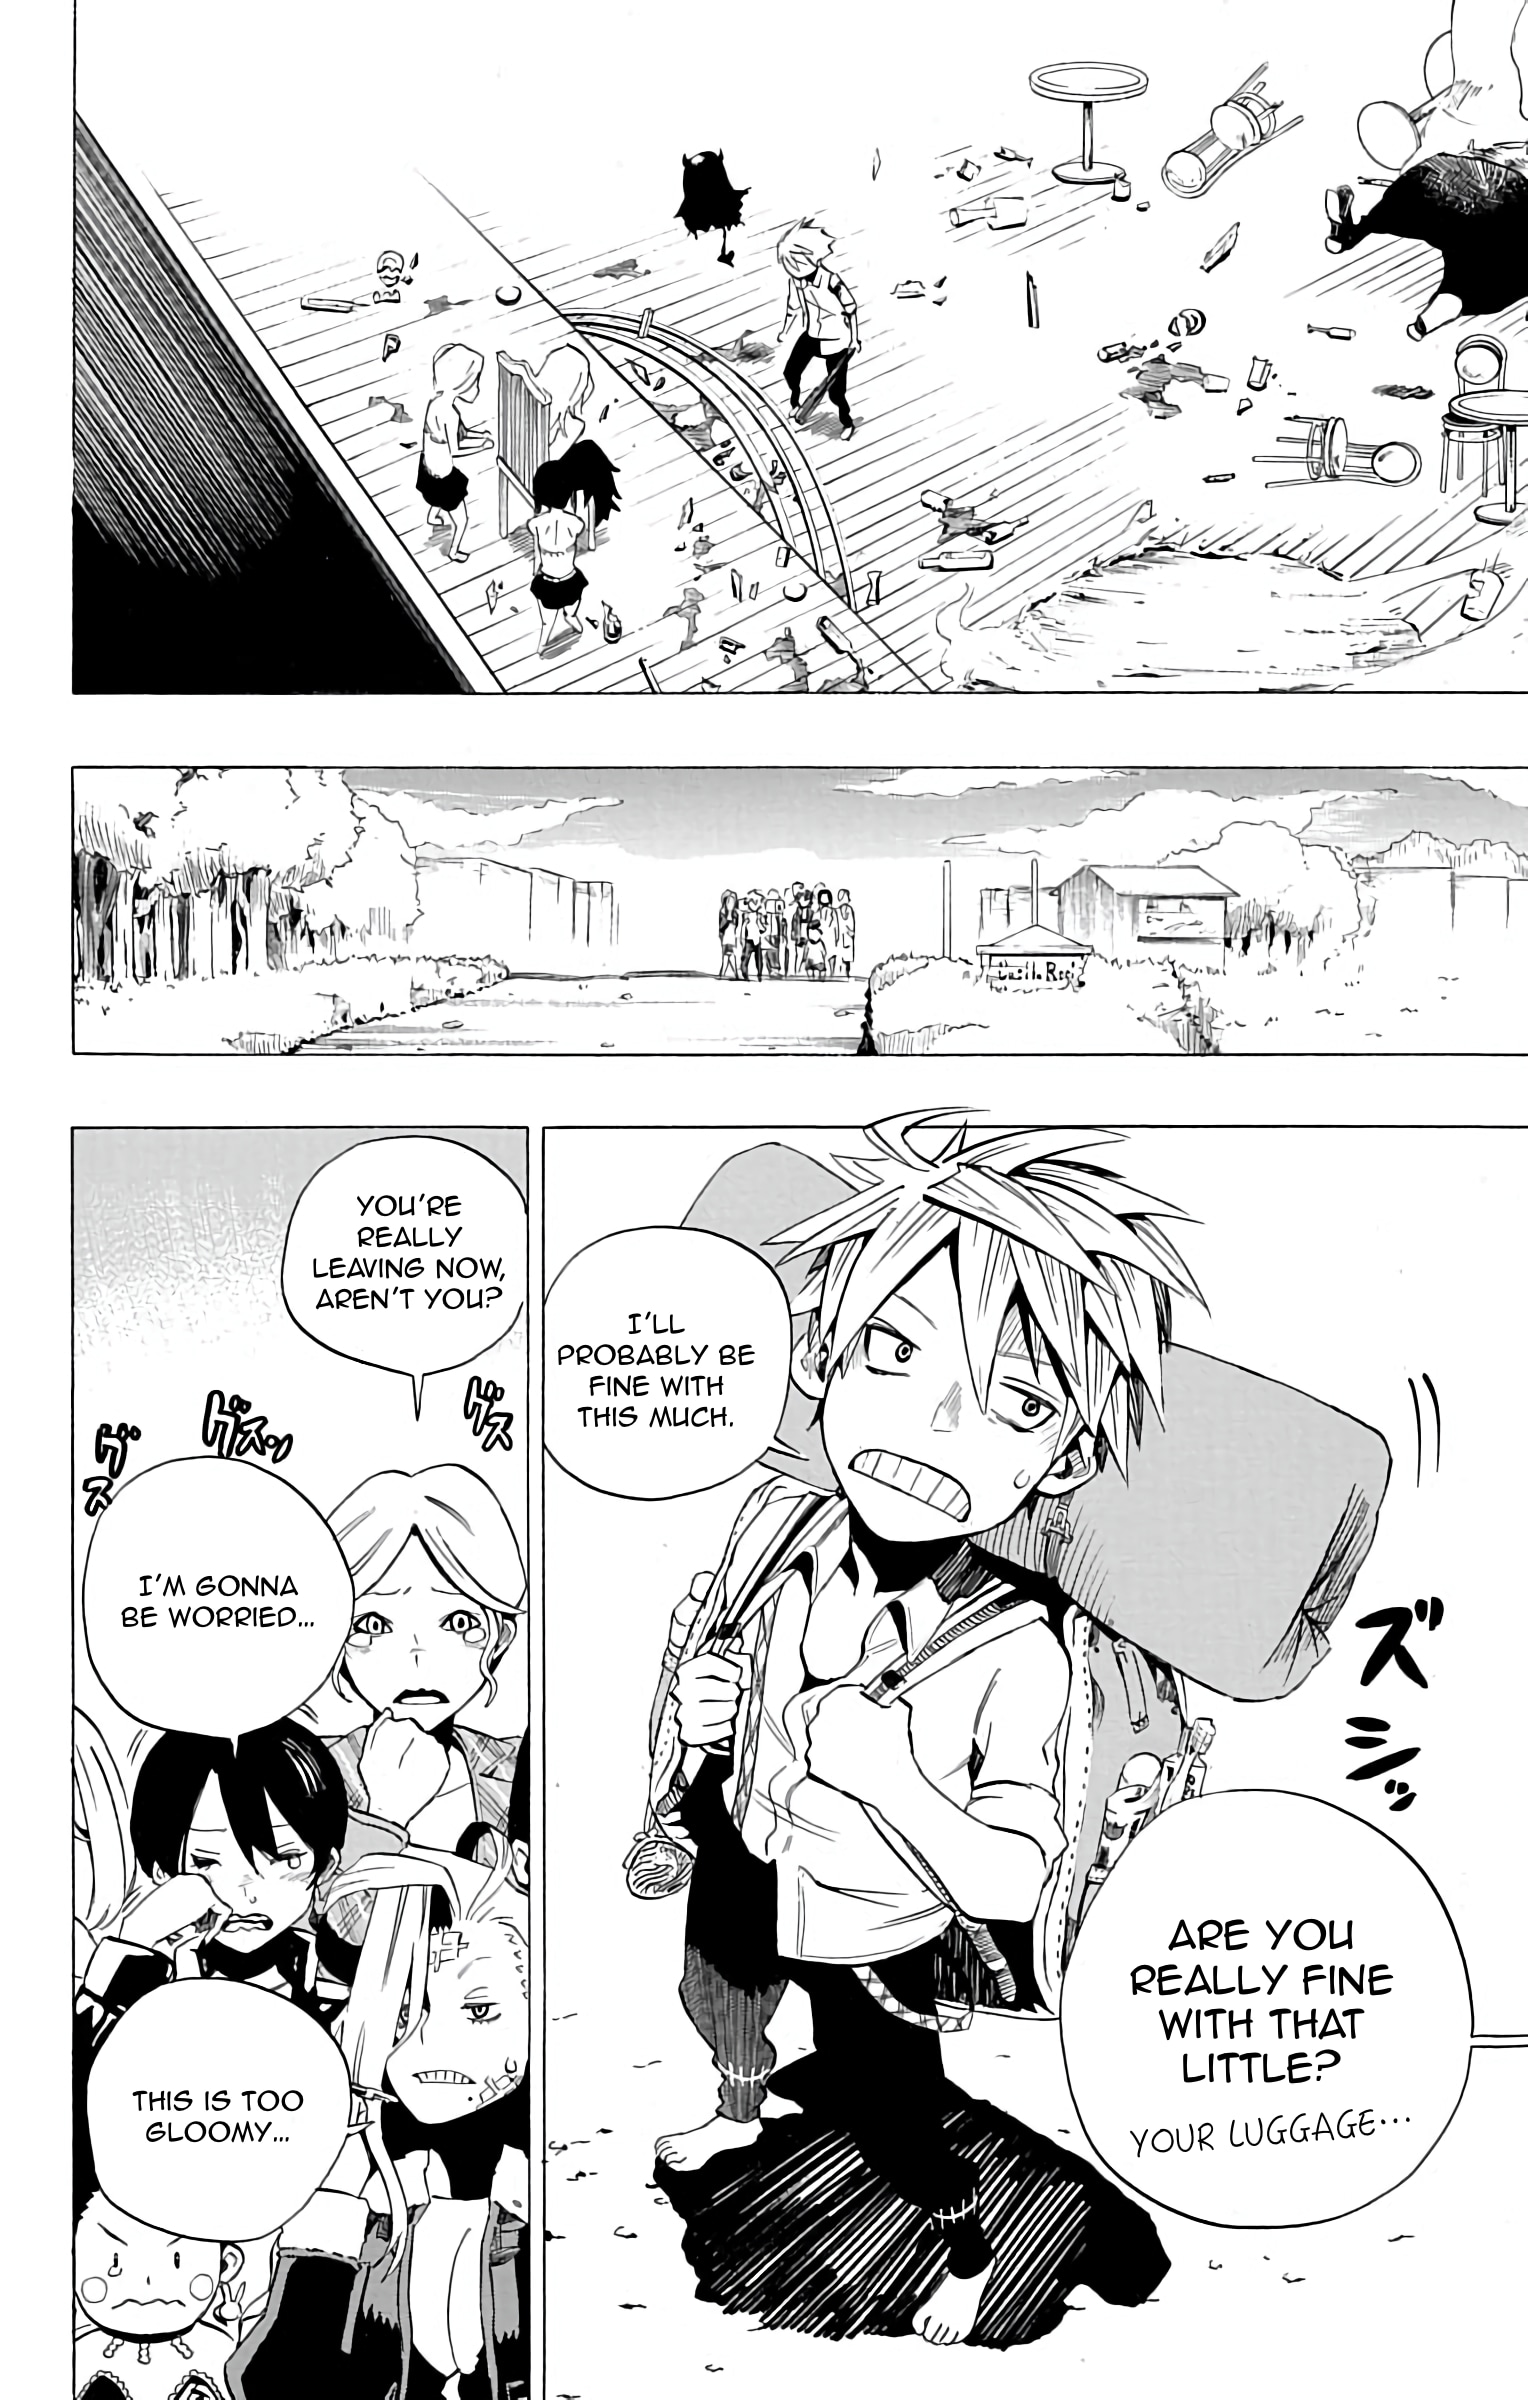 ARE YOU
REALLY FINE
WITH THAT
LITTLE?
YOUR LUGGAGE...
ズシッ
I'LL
PROBABLY BE
FINE WITH
THIS MUCH.
YOU'RE
REALLY
LEAVING NOW,
AREN'T YOU?
グス
グスッ
グス
I'M GONNA
BE WORRIED...
THIS IS TOO
GLOOMY...